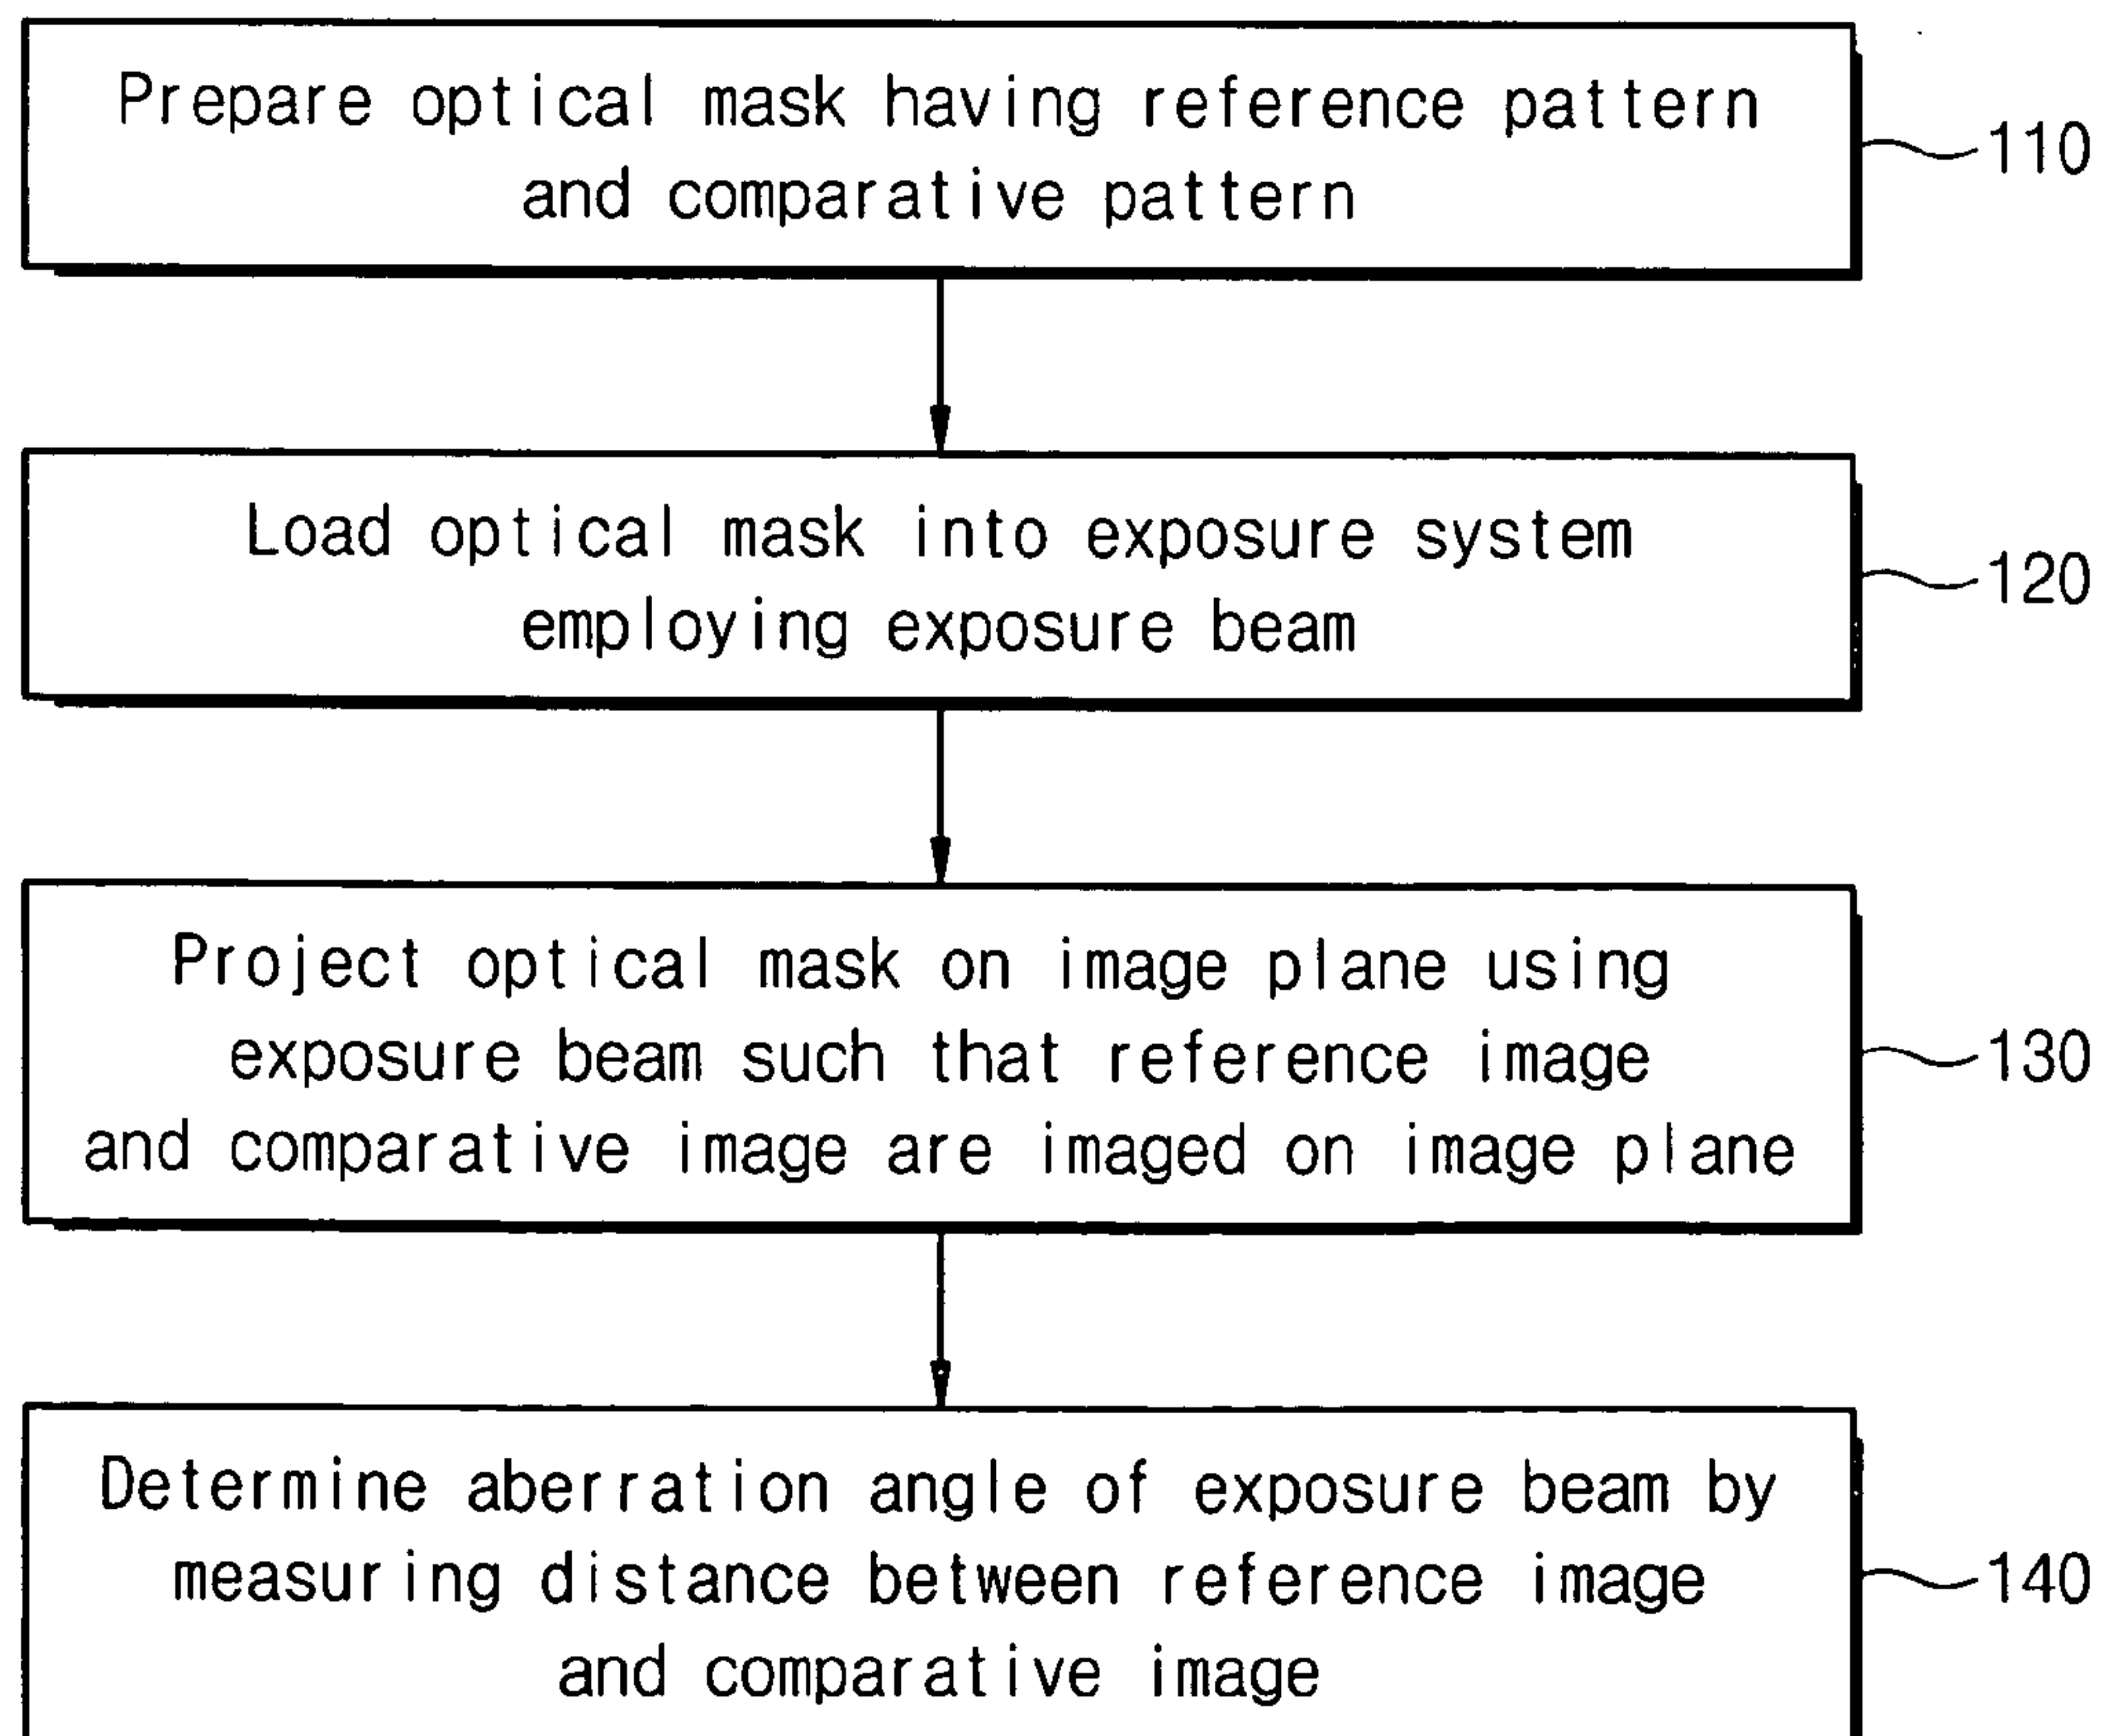 Prepare optical mask having reference pattern
and comparative pattern
110
Load optical mask into exposure system
employing exposure beam
120
Project optical mask on image plane using
exposure beam such that reference image
and comparative image are imaged on image plane
130
Determine aberration angle of exposure beam by
measuring distance between reference image
and comparative image
140